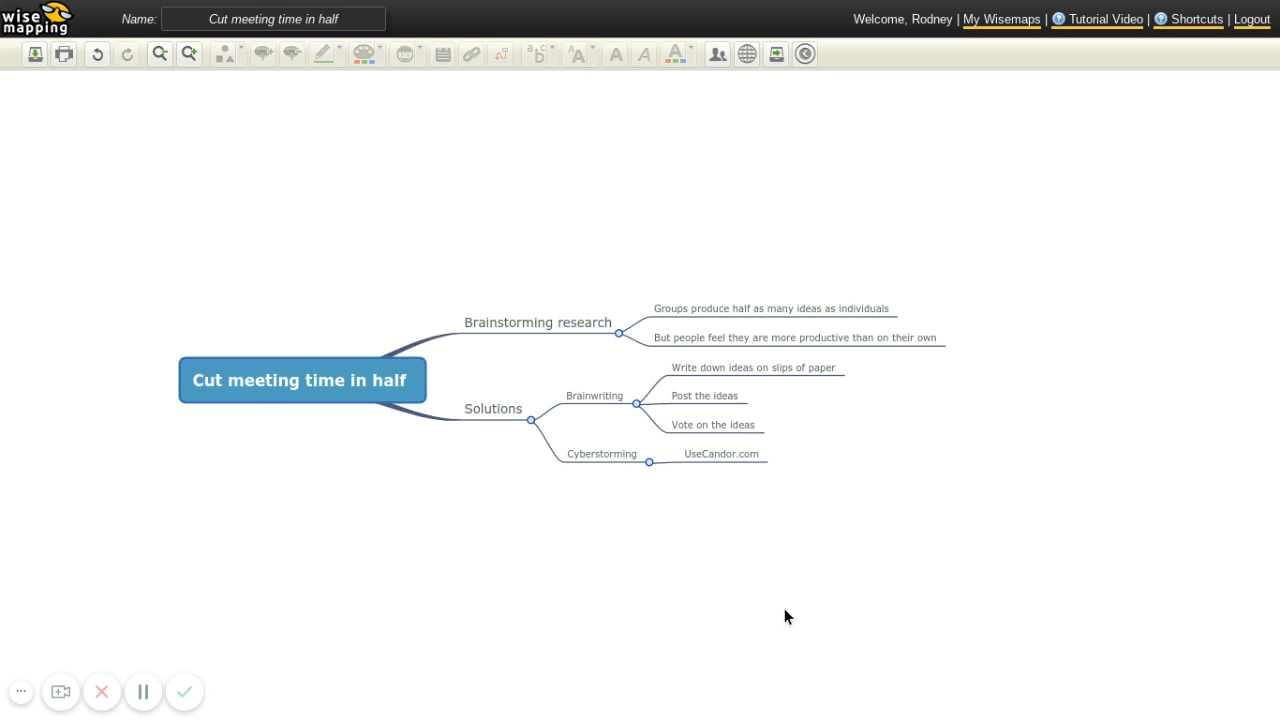 wise
mapping
Name:
Cut meeting time in half
Welcome, Rodney | My Wisemaps | ? Tutorial Video | ? Shortcuts | Logout
Groups produce half as many ideas as individuals
Brainstorming research
But people feel they are more productive than on their own
Write down ideas on slips of paper
Cut meeting time in half
Brainwriting
Post the ideas
Solutions
Vote on the ideas
Cyberstorming
UseCandor.com